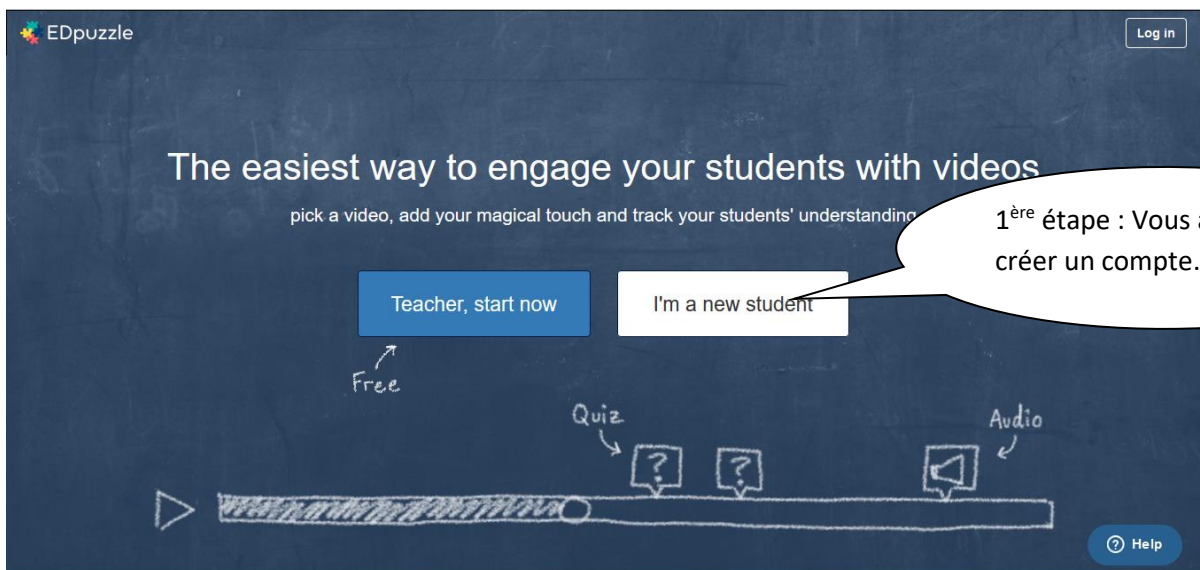 EDpuzzle
Log in
The easiest way to engage your students with videos
pick a video, add your magical touch and track your students' understanding
1ère étape : Vous
créer un compte.
Teacher, start now
I'm a new student
Free
Quiz
Audio
?
?
Help